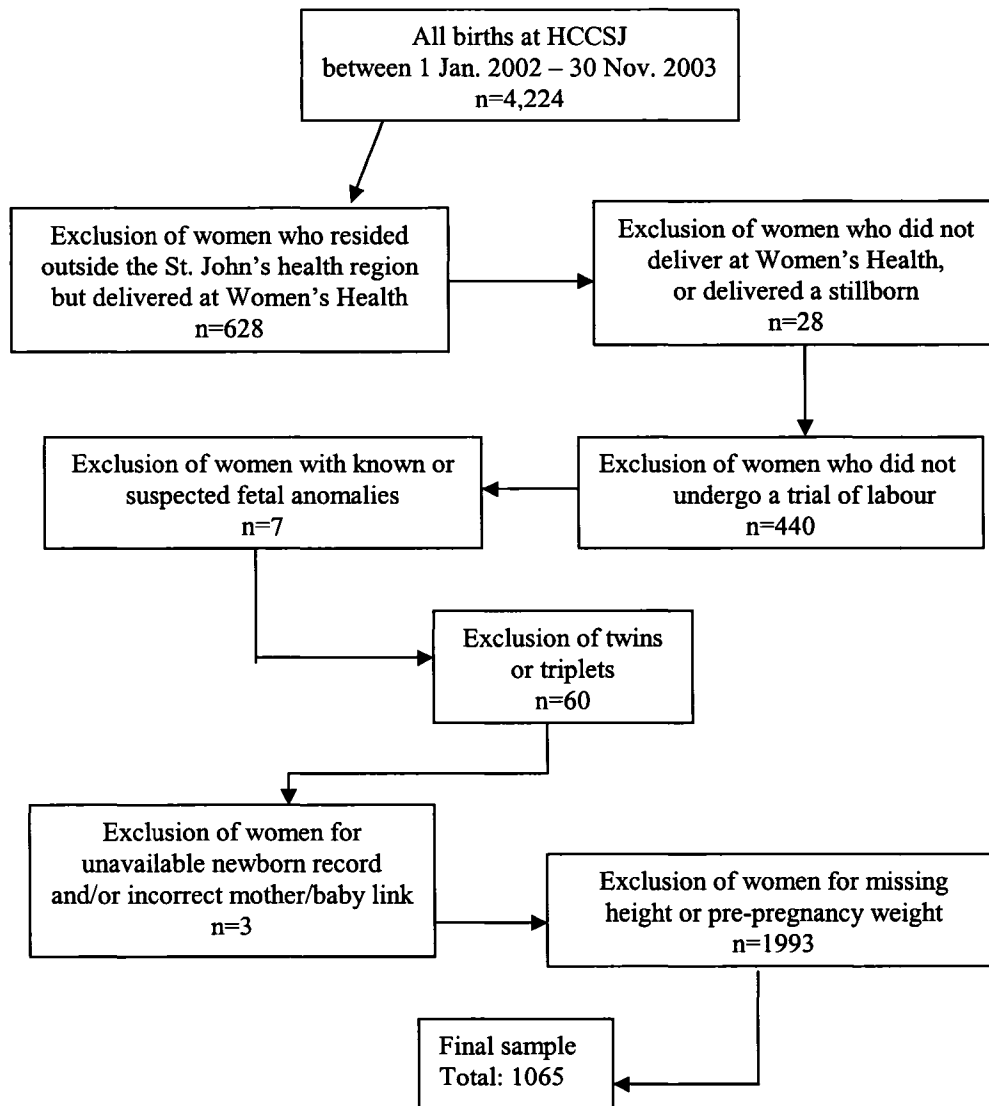 All births at HCCSJ
between 1 Jan. 2002 – 30 Nov. 2003
n=4,224
Exclusion of women who resided
outside the St. John's health region
but delivered at Women's Health
n=628
Exclusion of women who did not
deliver at Women's Health,
or delivered a stillborn
n=28
Exclusion of women who did not
undergo a trial of labour
n=440
Exclusion of women with known or
suspected fetal anomalies
n=7
Exclusion of twins
or triplets
n=60
Exclusion of women for
unavailable newborn record
and/or incorrect mother/baby link
n=3
Exclusion of women for missing
height or pre-pregnancy weight
n=1993
Final sample
Total: 1065